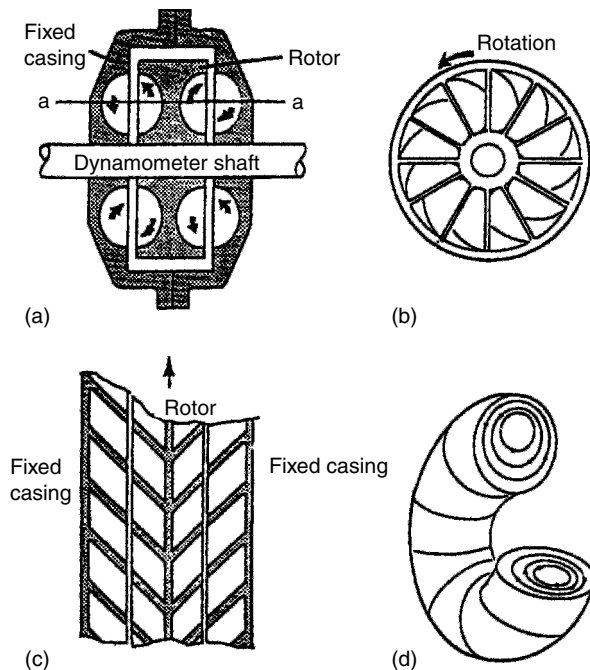 Fixed
casing
Rotor
a
a
Dynamometer shaft
(a)
Rotation
(b)
Rotor
Fixed
casing
Fixed casing
(c)
(d)